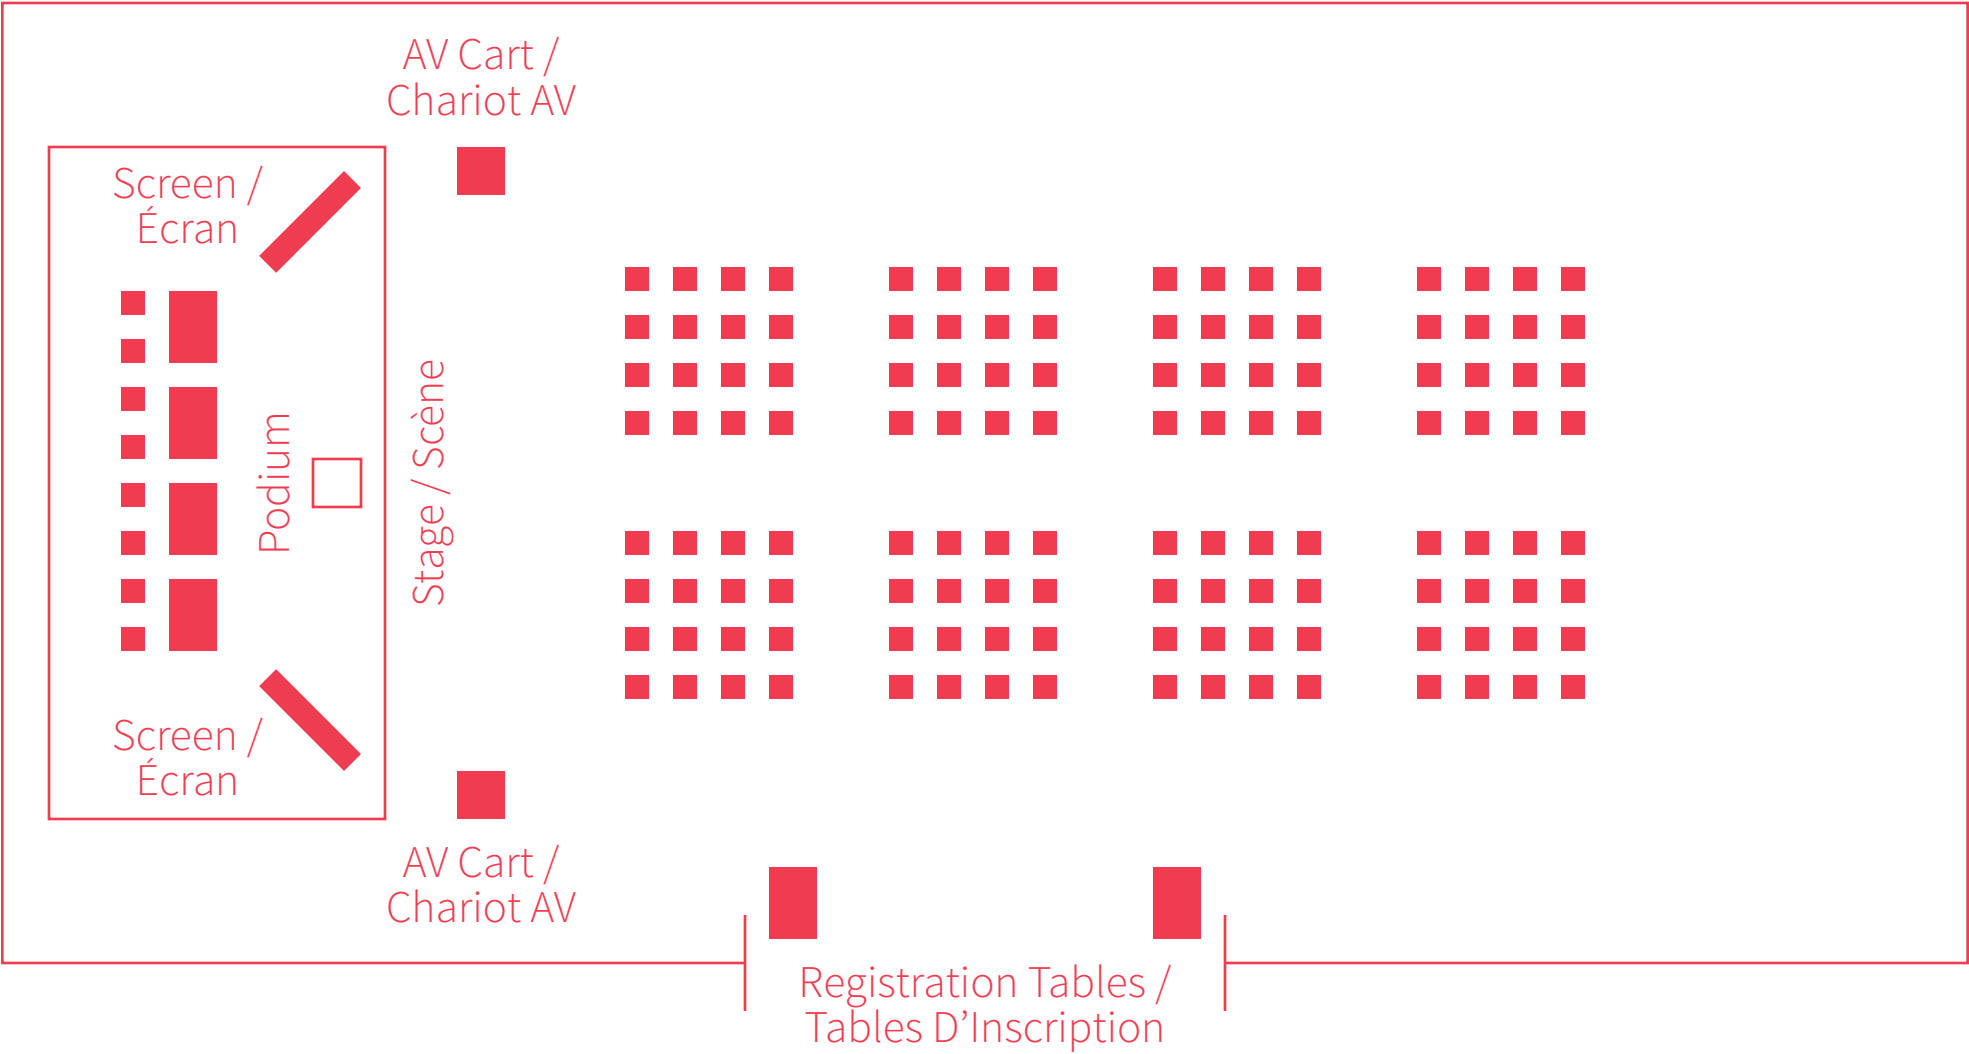 AV Cart /
Chariot AV
Screen /
Écran
Podium
Stage / Scène
Screen /
Écran
AV Cart /
Chariot AV
Registration Tables /
Tables D’Inscription